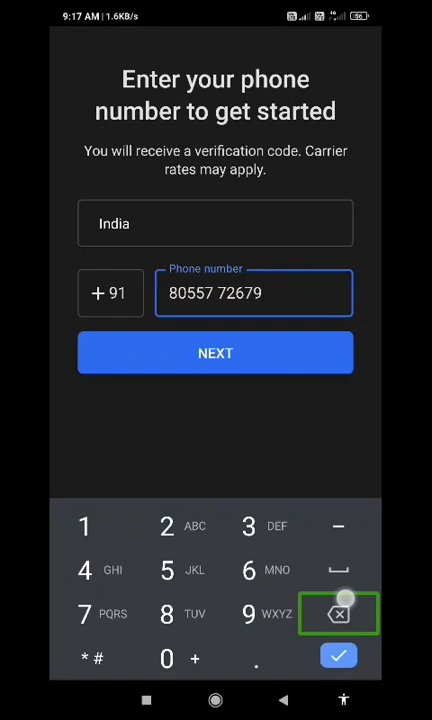 9:17 AM | 1.6KB/s
4G
56
Enter your phone
number to get started
You will receive a verification code. Carrier
rates may apply.
India
Phone number
+ 91
80557 72679
NEXT
1 2 ABC 3 DEF –
4 GHI 5 JKL 6 MNO
7 PQRS 8 TUV 9 WXYZ
* # 0 + .